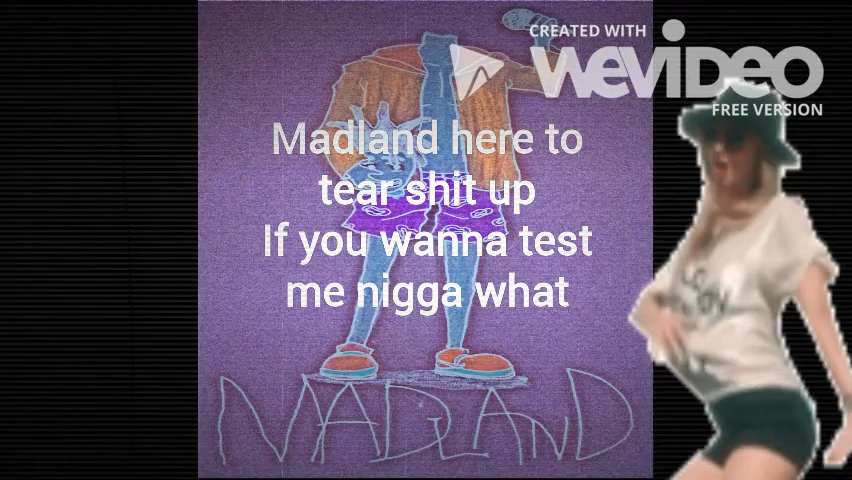 CREATED WITH
WEVIDEO
FREE VERSION
Madland here to
tear shit up
If you wanna test
me nigga what
MADLAND